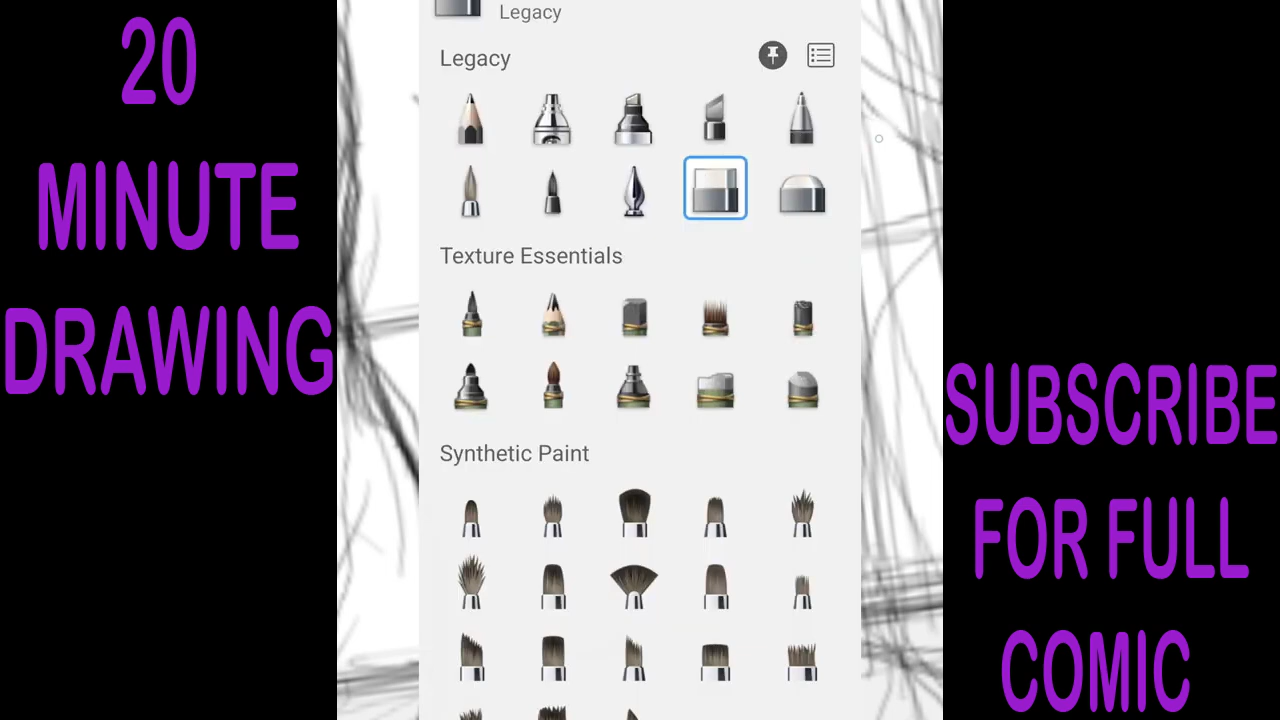 20
MINUTE
DRAWING
Legacy
Legacy
Texture Essentials
Synthetic Paint
SUBSCRIBE
FOR FULL
COMIC